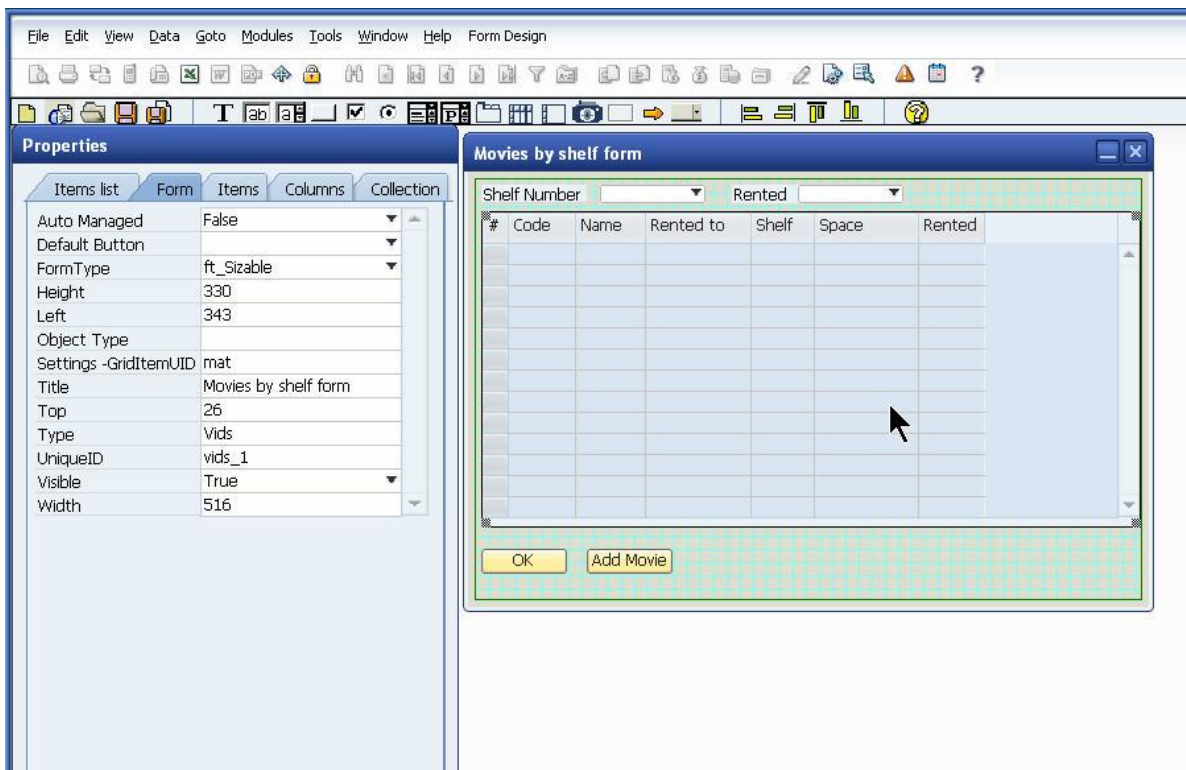 File Edit View Data Goto Modules Tools Window Help Form Design
T ab a P
Properties
Items list Form Items Columns Collection
Auto Managed False
Default Button
FormType ft_Sizable
Height 330
Left 343
Object Type
Settings -GridItemUID mat
Title Movies by shelf form
Top 26
Type Vids
UniqueID vids_1
Visible True
Width 516
Movies by shelf form
Shelf Number Rented
# Code Name Rented to Shelf Space Rented
OK Add Movie